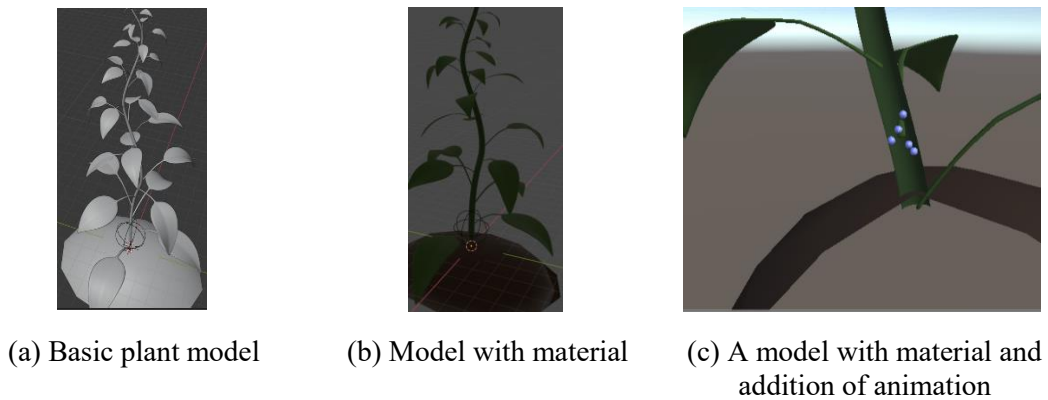 (a) Basic plant model
(b) Model with material
(c) A model with material and
addition of animation